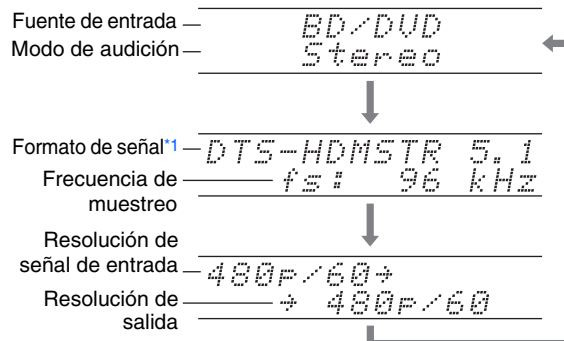 Fuente de entrada
BD/DVD
Modo de audición
Stereo
Formato de señal*1
DTS-HDMSTR 5.1
Frecuencia de
muestreo
fs: 96 kHz
Resolución de
señal de entrada
480p/60→
Resolución de
salida
→ 480p/60